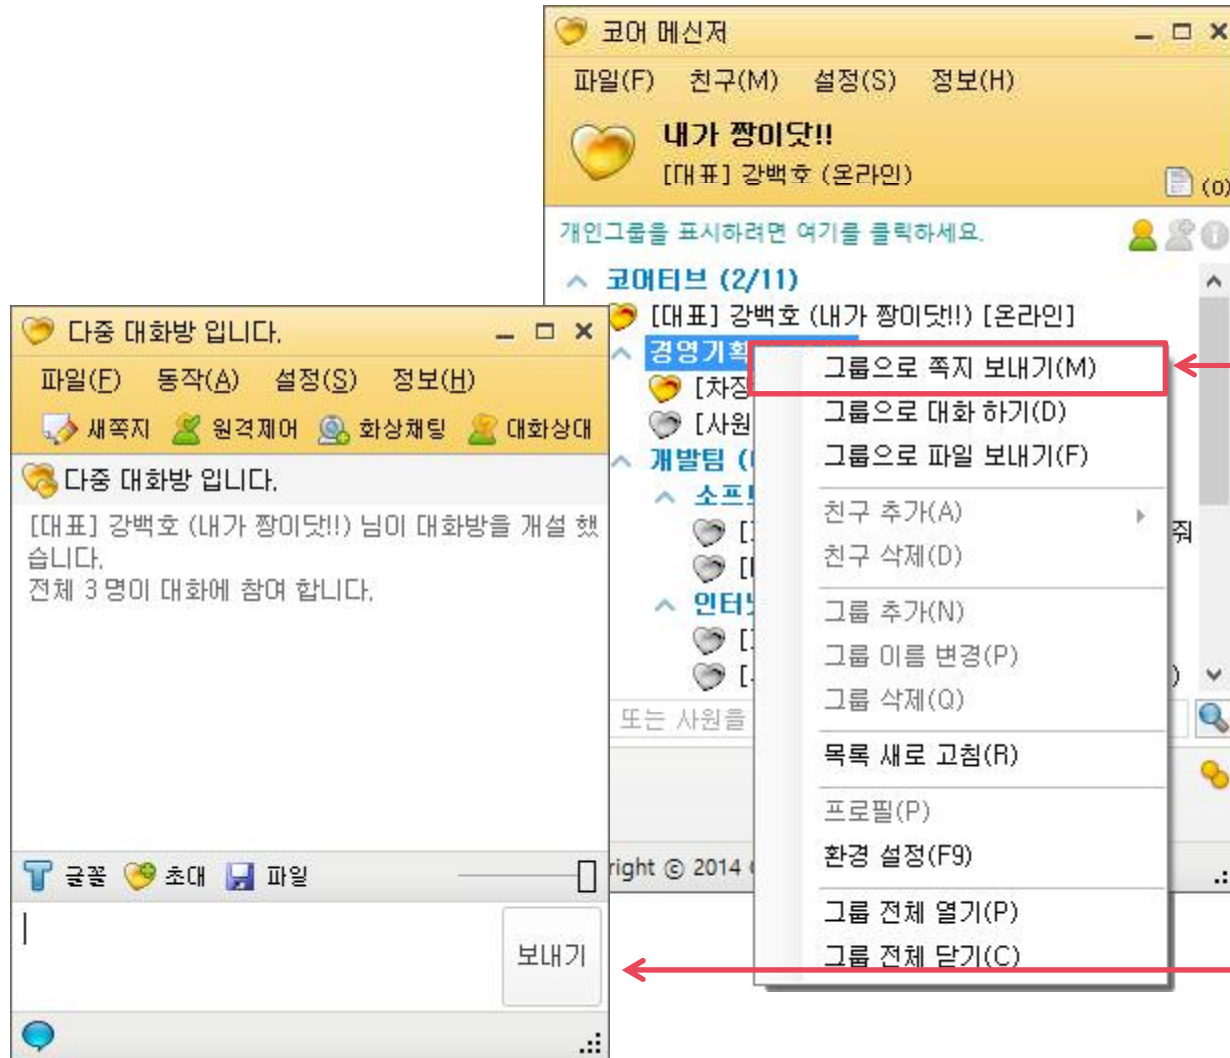 코어 메신저
파일(F) 친구(M) 설정(S) 정보(H)
내가 짱이닷!!
[대표] 강백호 (온라인)
(0)
개인그룹을 표시하려면 여기를 클릭하세요.
코어티브 (2/11)
[대표] 강백호 (내가 짱이닷!!) [온라인]
경영기획
[차장
[사원
개발팀
소프트
줘
인터넷
또는 사원을
right © 2014
그룹으로 쪽지 보내기(M)
그룹으로 대화 하기(D)
그룹으로 파일 보내기(F)
친구 추가(A)
친구 삭제(D)
그룹 추가(N)
그룹 이름 변경(P)
그룹 삭제(Q)
목록 새로 고침(R)
프로필(P)
환경 설정(F9)
그룹 전체 열기(P)
그룹 전체 닫기(C)
다중 대화방 입니다.
파일(F) 동작(A) 설정(S) 정보(H)
새쪽지 원격제어 화상채팅 대화상대
다중 대화방 입니다.
[대표] 강백호 (내가 짱이닷!!) 님이 대화방을 개설 했
습니다.
전체 3 명이 대화에 참여 합니다.
글꼴 초대 파일
보내기